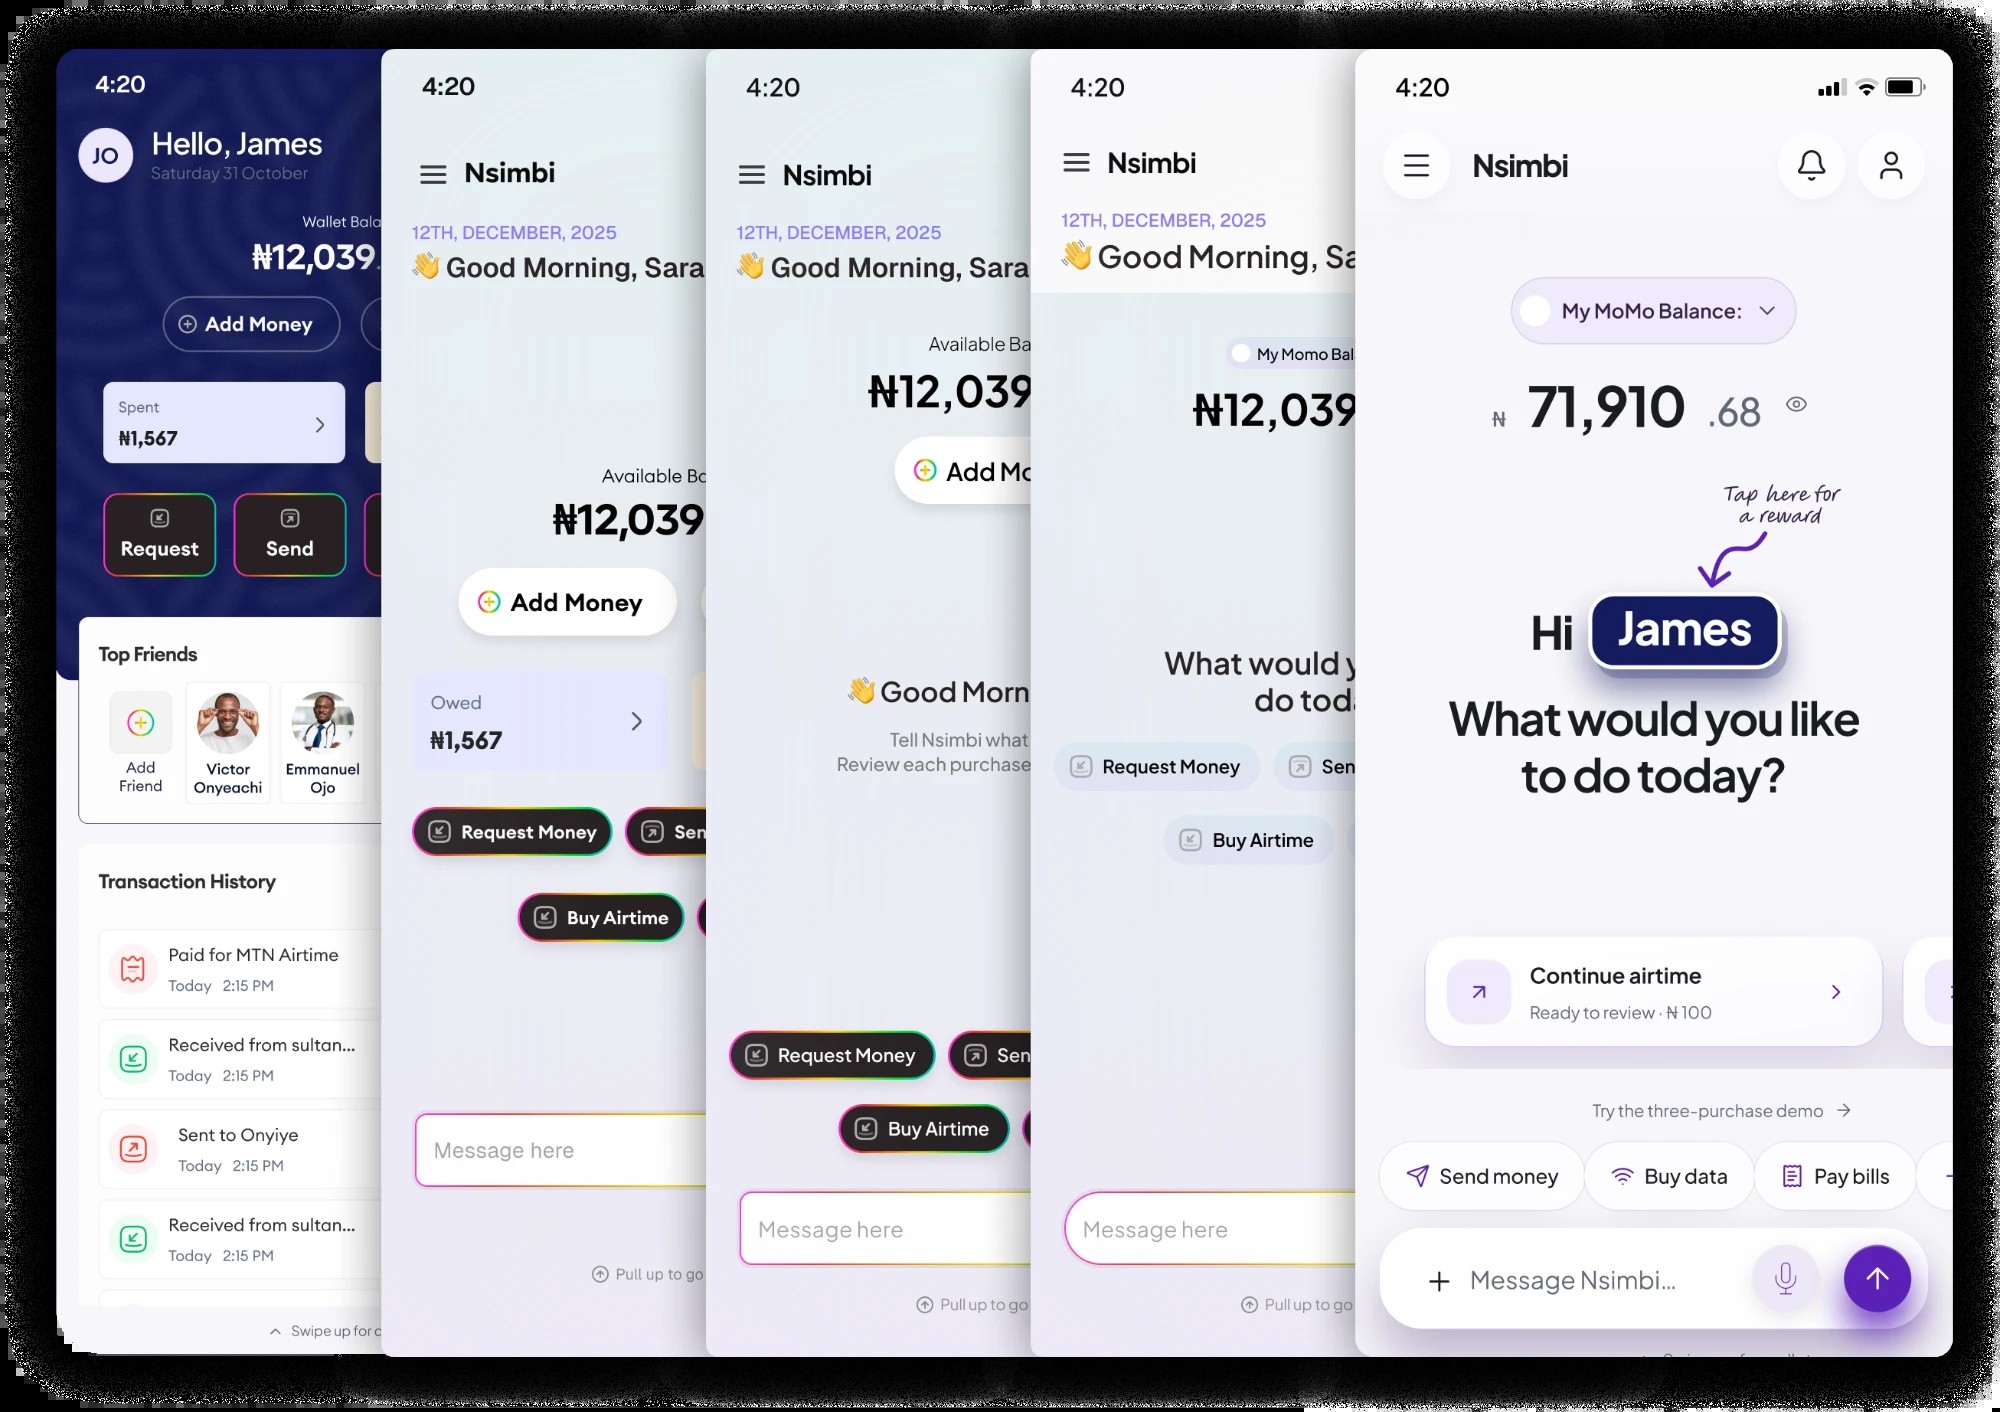 4:20
JO
Hello, James
Saturday 31 October
Wallet Bala
₦12,039.
Add Money
Spent
₦1,567
Request
Send
Top Friends
Add
Friend
Victor
Onyeachi
Emmanuel
Ojo
Transaction History
Paid for MTN Airtime
Today 2:15 PM
Received from sultan...
Today 2:15 PM
Sent to Onyiye
Today 2:15 PM
Received from sultan...
Today 2:15 PM
Swipe up for c
4:20
Nsimbi
12TH, DECEMBER, 2025
👋 Good Morning, Sara
Available Ba
₦12,039
Add Money
Owed
₦1,567
Request Money
Sen
Buy Airtime
Message here
Pull up to go
4:20
Nsimbi
12TH, DECEMBER, 2025
👋 Good Morning, Sara
Available Ba
₦12,039
Add Mo
👋 Good Morn
Tell Nsimbi what
Review each purchase
Request Money
Sen
Buy Airtime
Message here
Pull up to go
4:20
Nsimbi
12TH, DECEMBER, 2025
👋 Good Morning, Sa
My Momo Bal
₦12,039
What would y
do toda
Request Money
Sen
Buy Airtime
Message here
Pull up to go
4:20
Nsimbi
My MoMo Balance:
₦ 71,910 .68
Tap here for
a reward
Hi James
What would you like
to do today?
Continue airtime
Ready to review · ₦ 100
Try the three-purchase demo →
Send money
Buy data
Pay bills
Message Nsimbi...